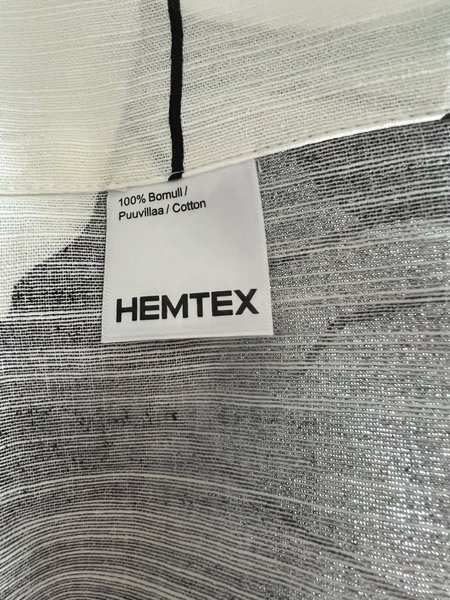 100% Bomull /
Puuvillaa / Cotton
HEMTEX